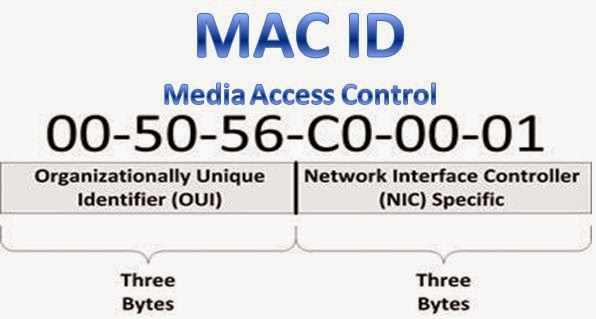 MAC ID
Media Access Control
00-50-56-C0-00-01
Organizationally Unique
Identifier (OUI)
Network Interface Controller
(NIC) Specific
Three
Bytes
Three
Bytes